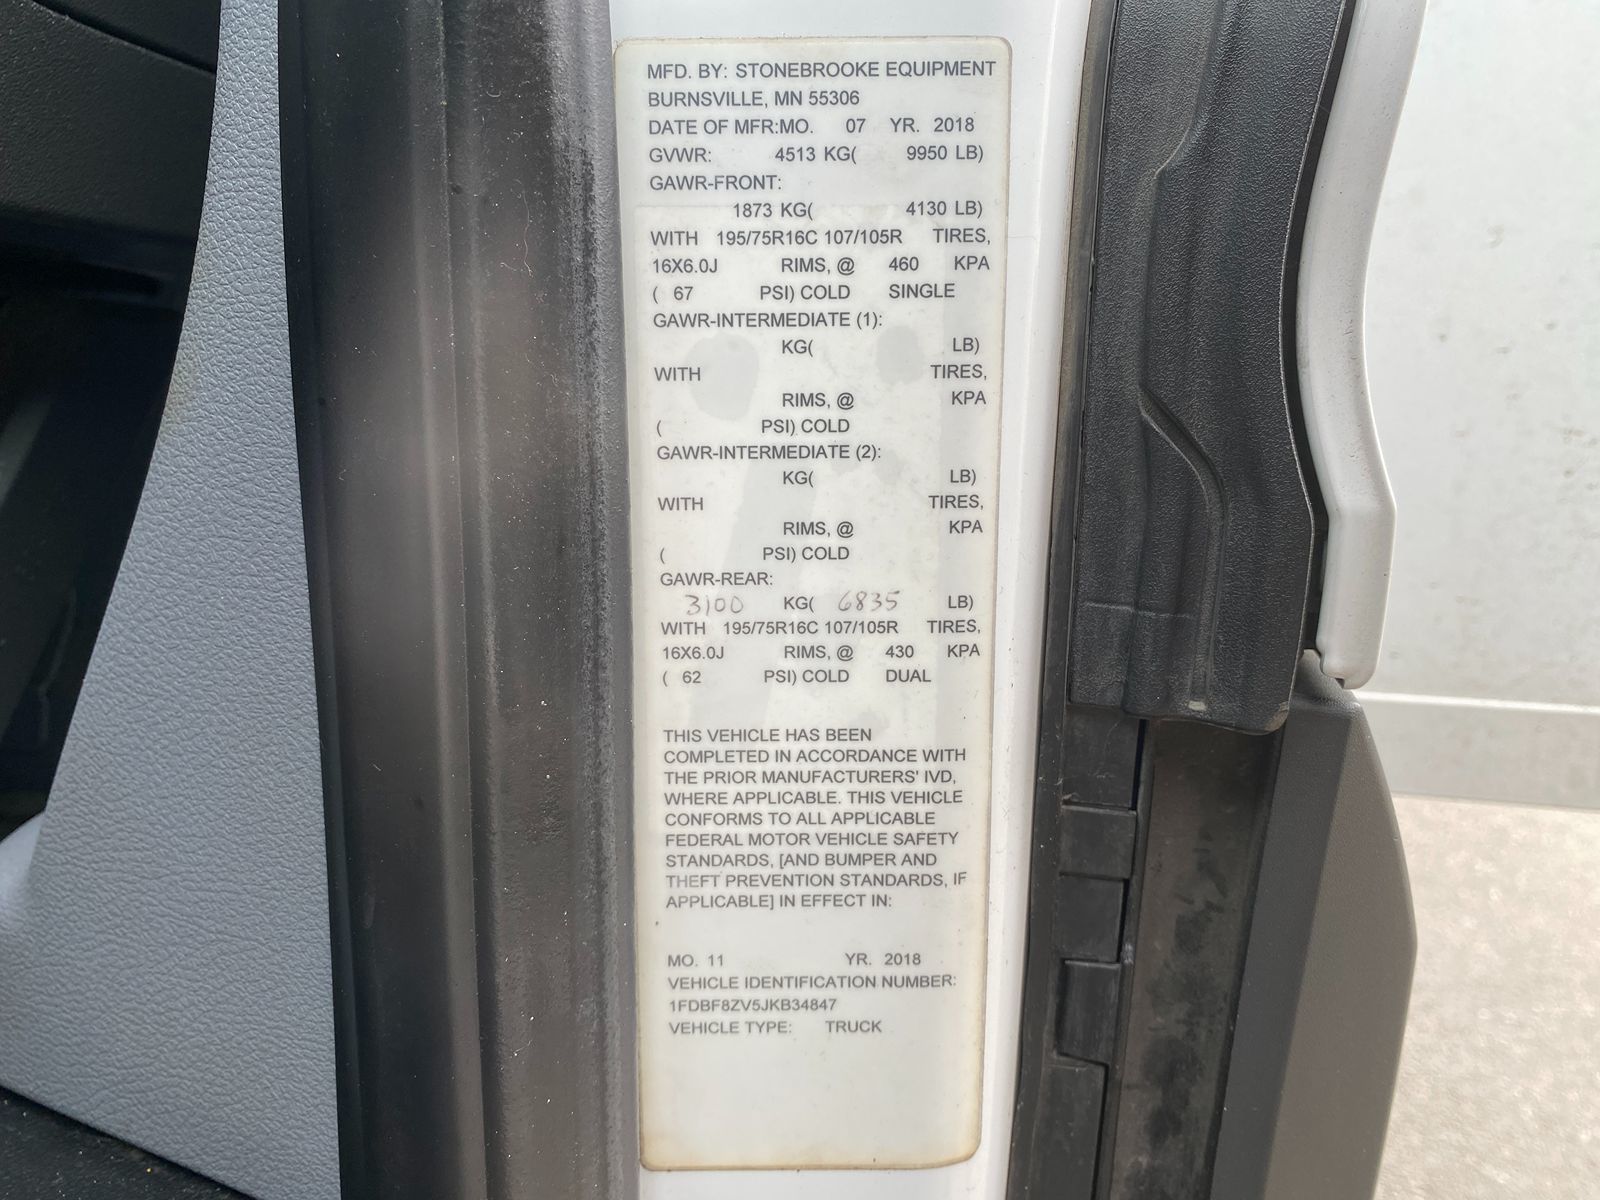 MFD. BY: STONEBROOKE EQUIPMENT
BURNSVILLE, MN 55306
DATE OF MFR:MO. 07 YR. 2018
GVWR: 4513 KG( 9950 LB)
GAWR-FRONT:
1873 KG( 4130 LB)
WITH 195/75R16C 107/105R TIRES,
16X6.0J RIMS, @ 460 KPA
( 67 PSI) COLD SINGLE
GAWR-INTERMEDIATE (1):
KG( LB)
WITH TIRES,
RIMS, @ KPA
( PSI) COLD
GAWR-INTERMEDIATE (2):
KG( LB)
WITH TIRES,
RIMS, @ KPA
( PSI) COLD
GAWR-REAR:
3100 KG( 6835 LB)
WITH 195/75R16C 107/105R TIRES,
16X6.0J RIMS, @ 430 KPA
( 62 PSI) COLD DUAL
THIS VEHICLE HAS BEEN
COMPLETED IN ACCORDANCE WITH
THE PRIOR MANUFACTURERS' IVD,
WHERE APPLICABLE. THIS VEHICLE
CONFORMS TO ALL APPLICABLE
FEDERAL MOTOR VEHICLE SAFETY
STANDARDS, [AND BUMPER AND
THEFT PREVENTION STANDARDS, IF
APPLICABLE] IN EFFECT IN:
MO. 11 YR. 2018
VEHICLE IDENTIFICATION NUMBER:
1FDBF8ZV5JKB34847
VEHICLE TYPE: TRUCK